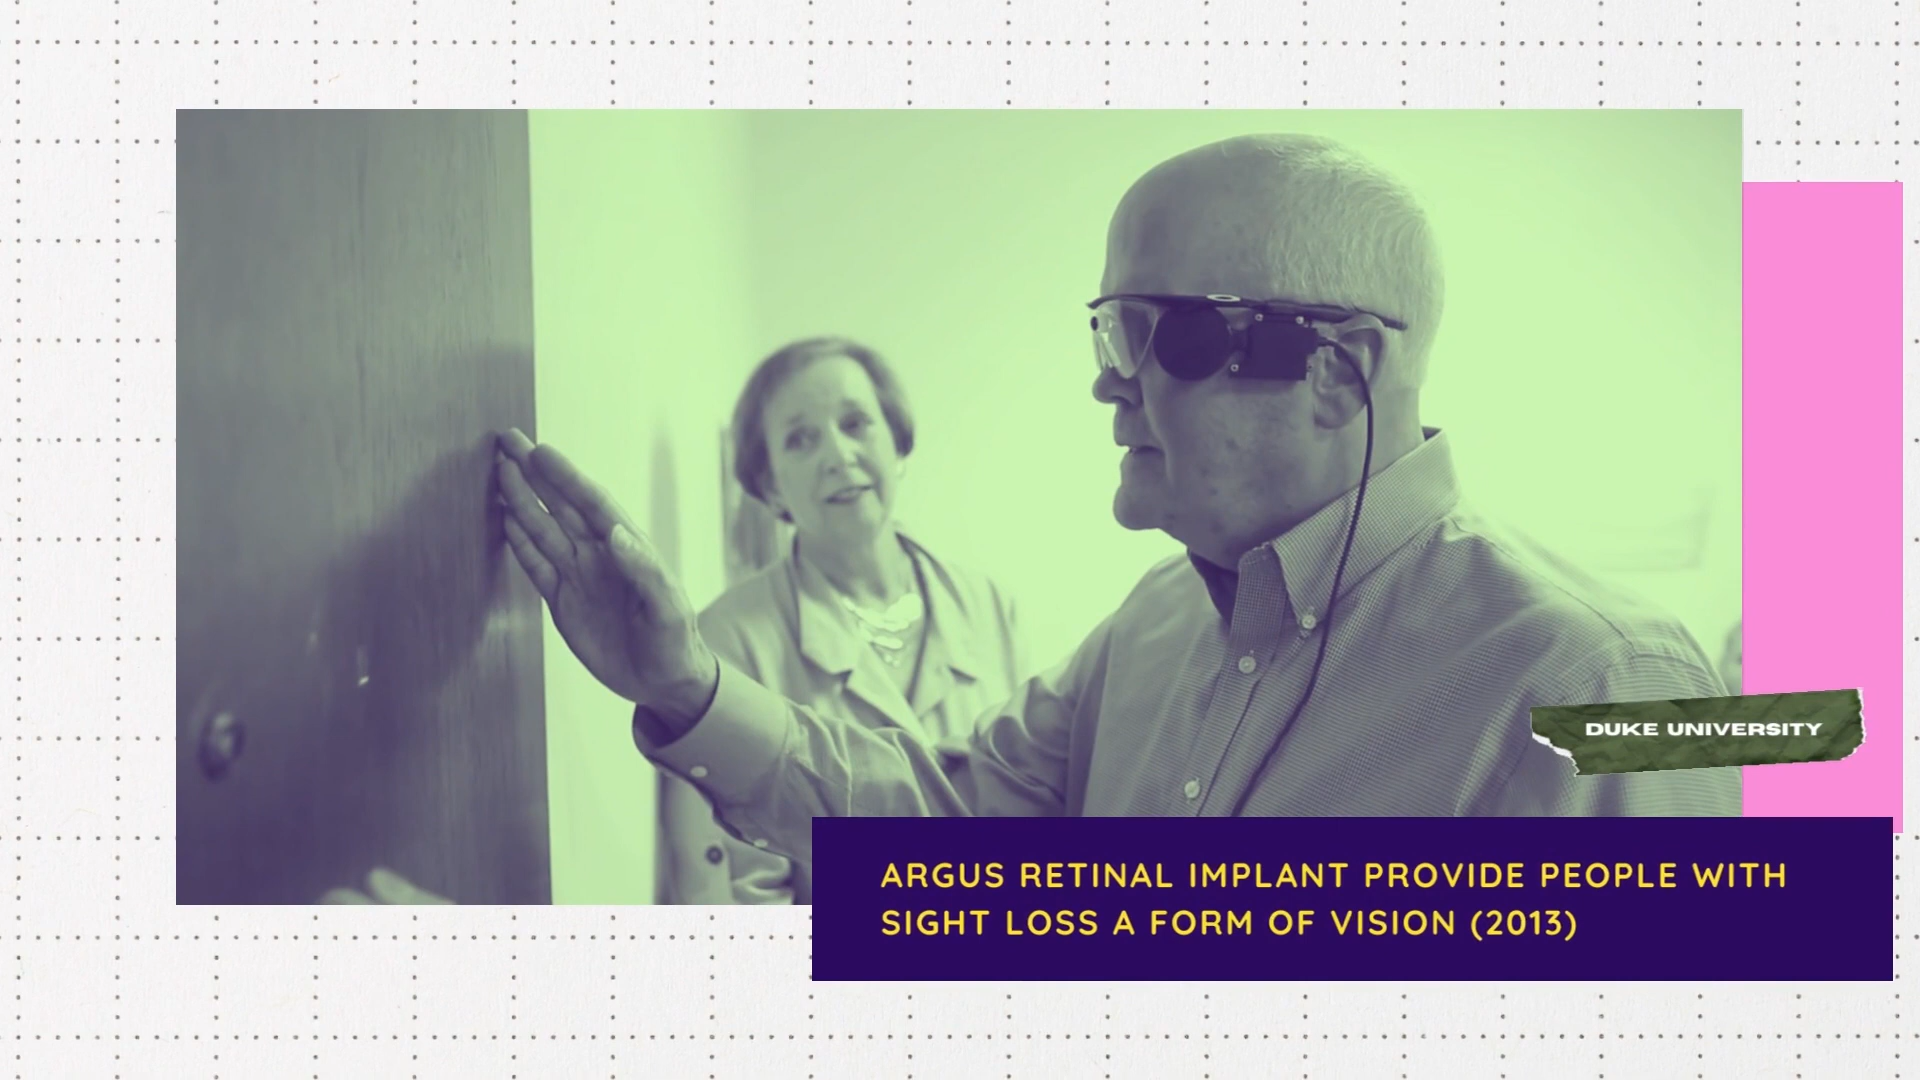 DUKE UNIVERSITY
ARGUS RETINAL IMPLANT PROVIDE PEOPLE WITH
SIGHT LOSS A FORM OF VISION (2013)